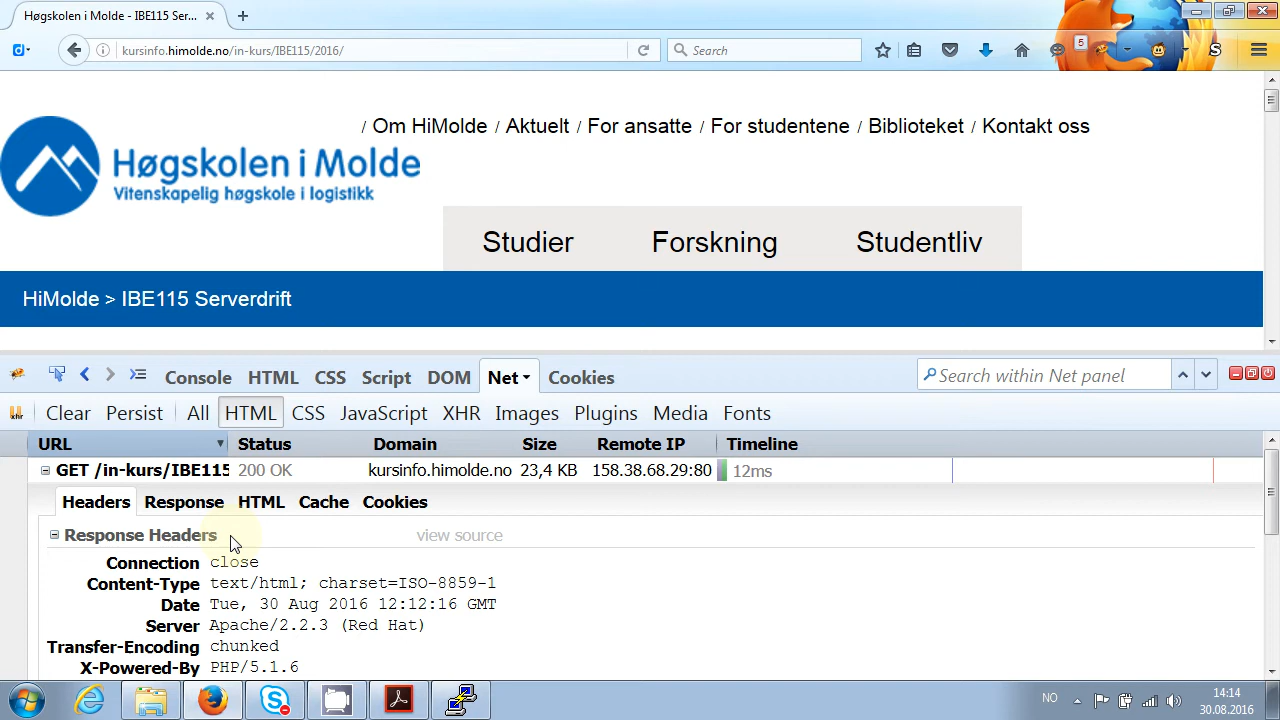 Høgskolen i Molde - IBE115 Ser...
kursinfo.himolde.no/in-kurs/IBE115/2016/
Search
5
/ Om HiMolde / Aktuelt / For ansatte / For studentene / Biblioteket / Kontakt oss
Høgskolen i Molde
Vitenskapelig høgskole i logistikk
Studier Forskning Studentliv
HiMolde > IBE115 Serverdrift
Console HTML CSS Script DOM Net Cookies
Search within Net panel
xhr Clear Persist All HTML CSS JavaScript XHR Images Plugins Media Fonts
URL Status Domain Size Remote IP Timeline
GET /in-kurs/IBE115 200 OK kursinfo.himolde.no 23,4 KB 158.38.68.29:80 12ms
Headers Response HTML Cache Cookies
Response Headers view source
Connection close
Content-Type text/html; charset=ISO-8859-1
Date Tue, 30 Aug 2016 12:12:16 GMT
Server Apache/2.2.3 (Red Hat)
Transfer-Encoding chunked
X-Powered-By PHP/5.1.6
NO
14:14
30.08.2016